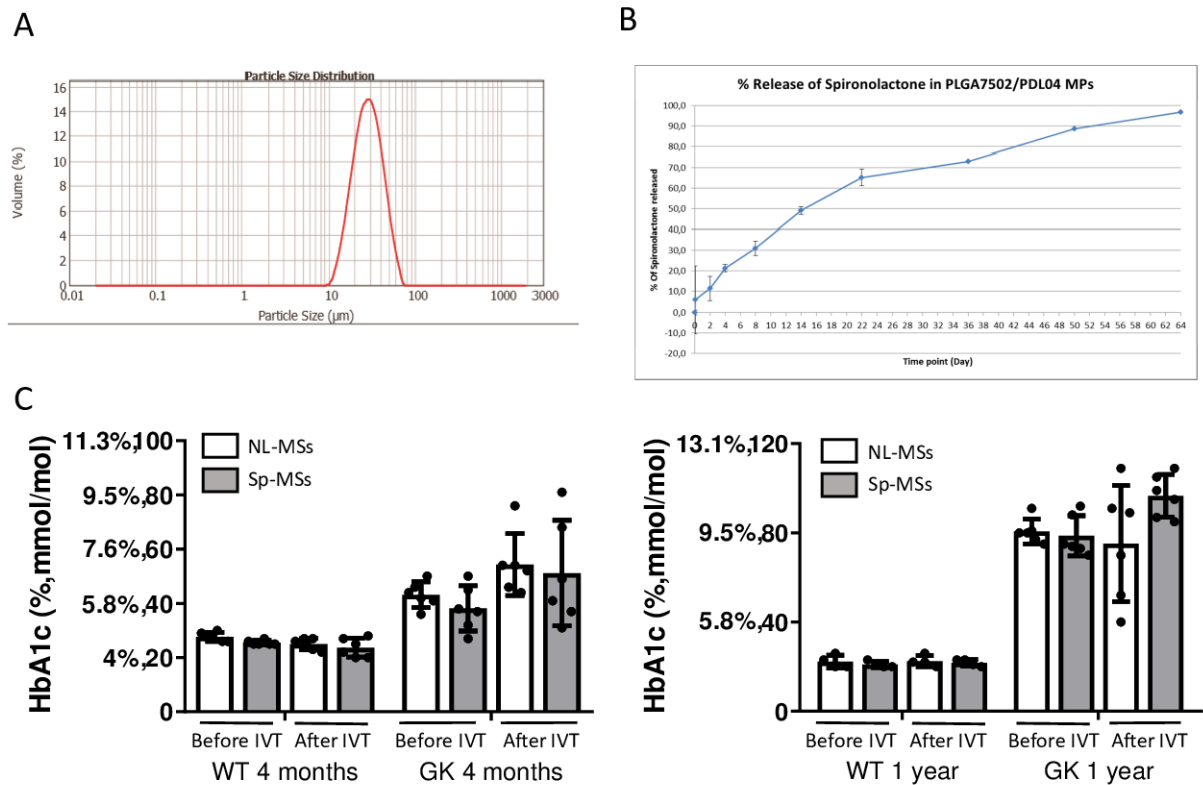 A
Particle Size Distribution
Volume (%)
16
14
12
10
8
6
4
2
0
0.01 0.1 1 10 100 1000 3000
Particle Size (µm)
B
% Release of Spironolactone in PLGA7502/PDL04 MPs
% Of Spironolactone released
100,0
90,0
80,0
70,0
60,0
50,0
40,0
30,0
20,0
10,0
0,0
-10,0
-20,0
0 2 4 6 8 10 12 14 16 18 20 22 24 26 28 30 32 34 36 38 40 42 44 46 48 50 52 54 56 58 60 62 64
Time point (Day)
C
HbA1c (%,mmol/mol)
11.3%,100
9.5%,80
7.6%,60
5.8%,40
4%,20
0
NL-MSs
Sp-MSs
Before IVT After IVT Before IVT After IVT
WT 4 months GK 4 months
HbA1c (%,mmol/mol)
13.1%,120
9.5%,80
5.8%,40
0
NL-MSs
Sp-MSs
Before IVT After IVT Before IVT After IVT
WT 1 year GK 1 year